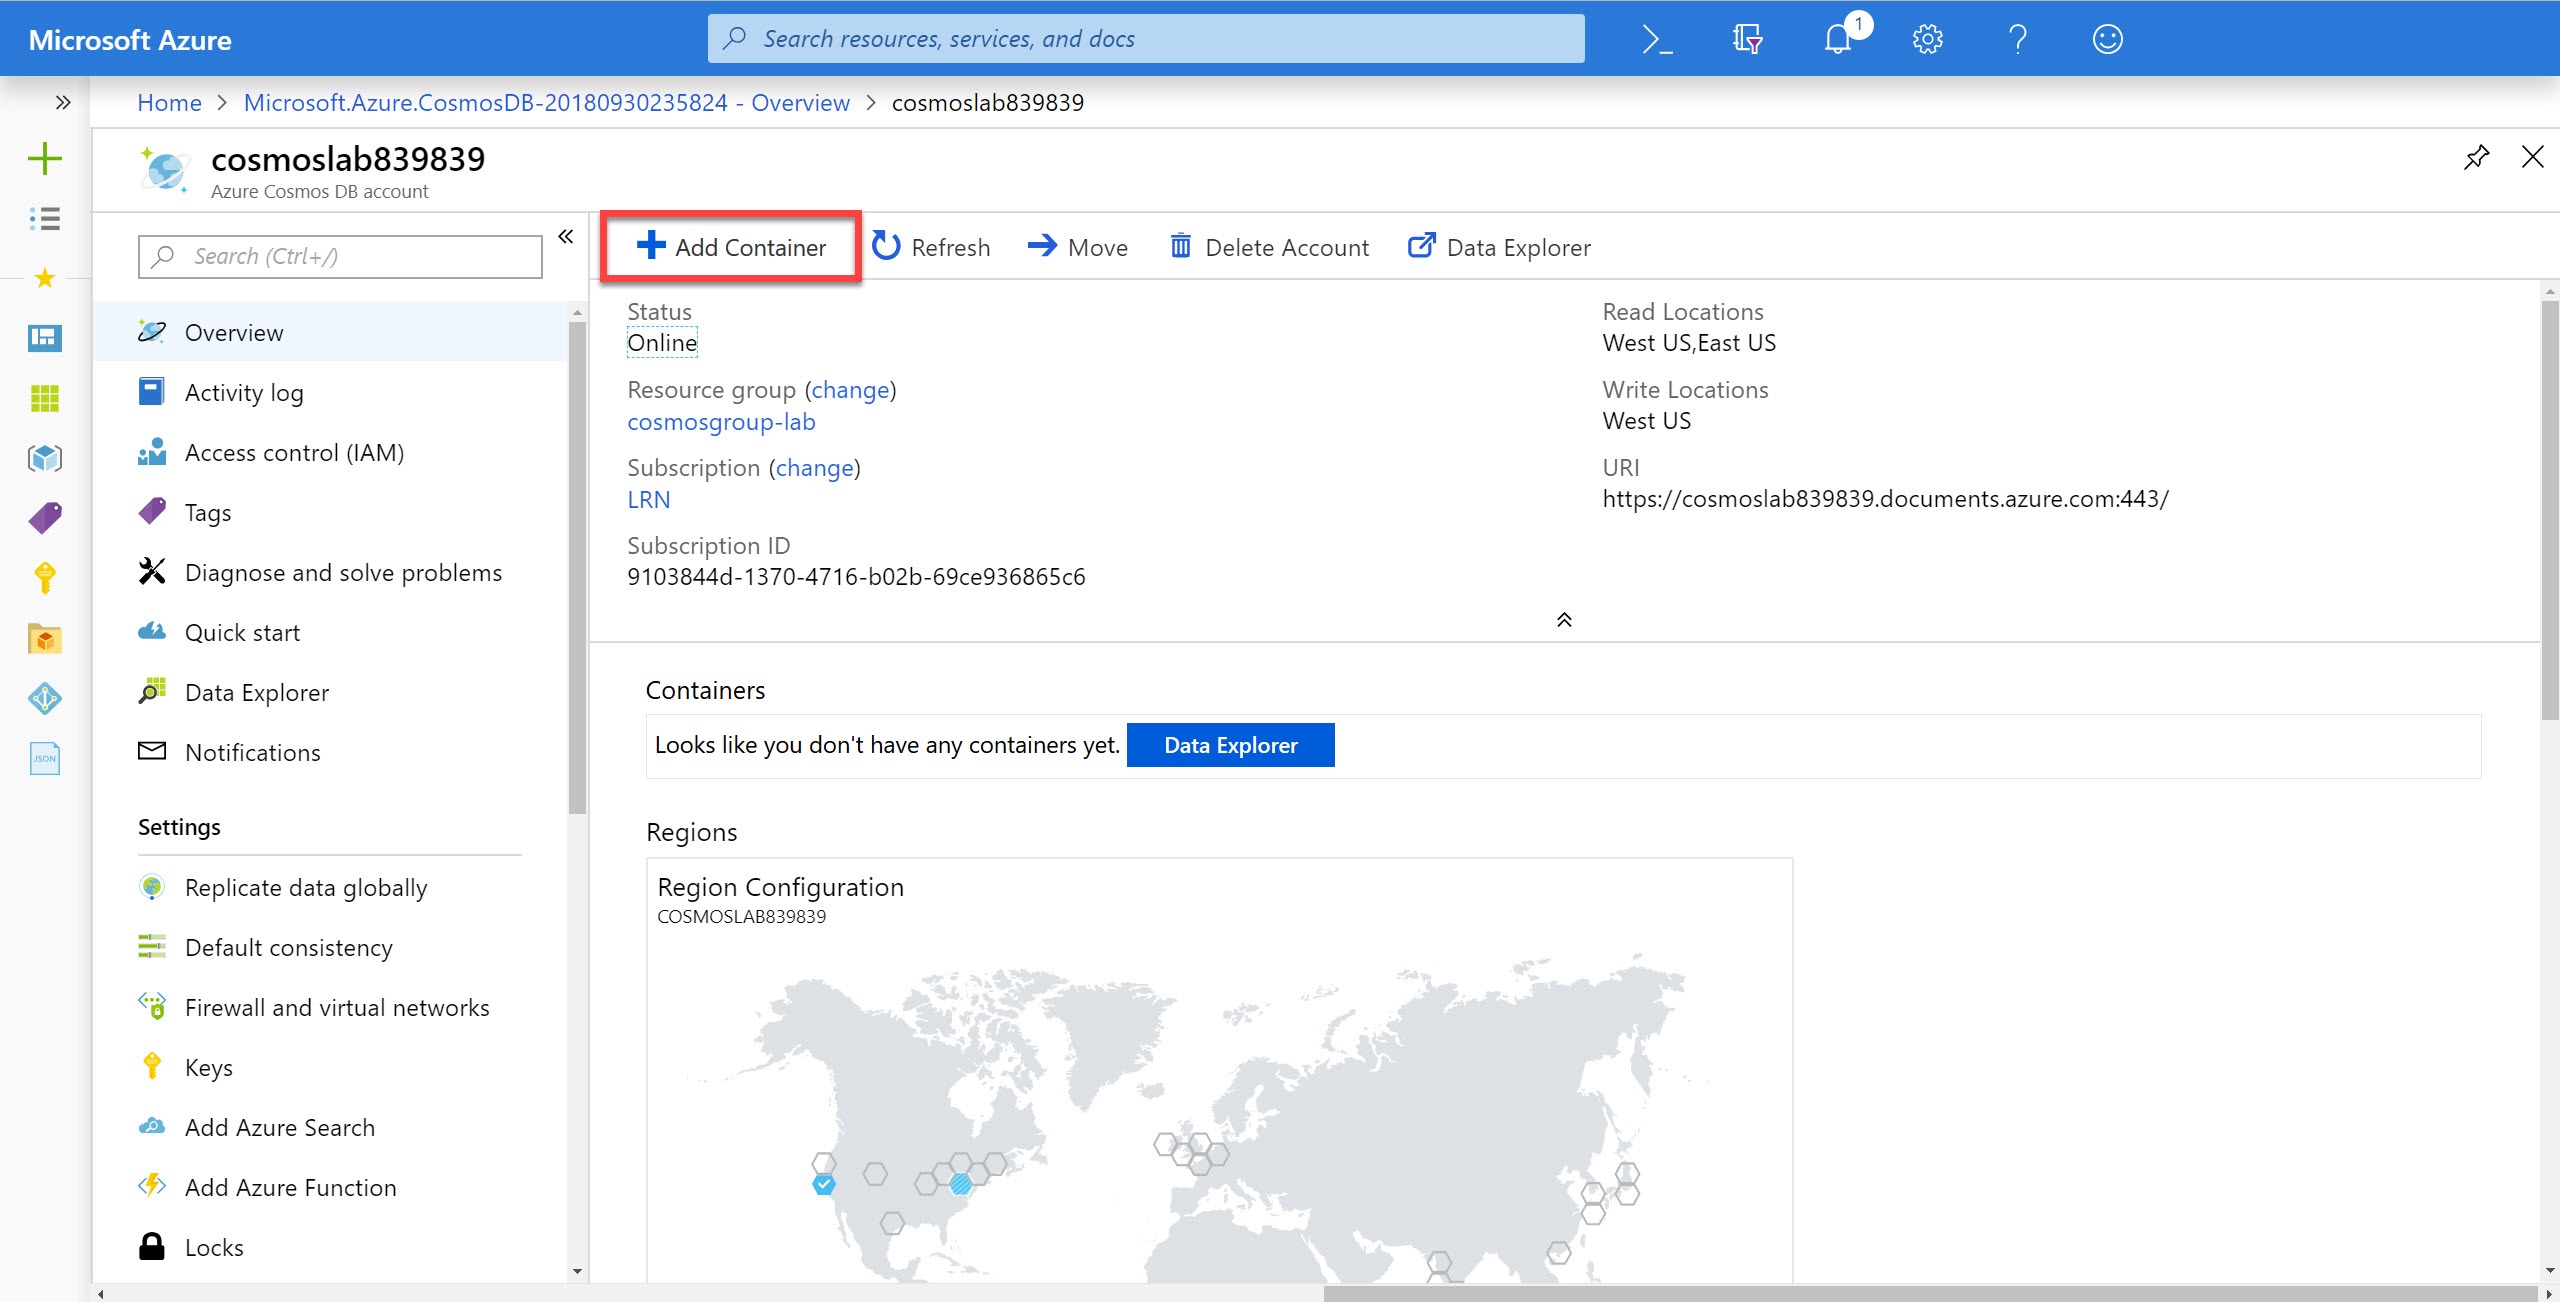 Microsoft Azure
Search resources, services, and docs
1
Home > Microsoft.Azure.CosmosDB-20180930235824 - Overview > cosmoslab839839
cosmoslab839839
Azure Cosmos DB account
Search (Ctrl+/)
Add Container
Refresh
Move
Delete Account
Data Explorer
Overview
Activity log
Access control (IAM)
Tags
Diagnose and solve problems
Quick start
Data Explorer
Notifications
Settings
Replicate data globally
Default consistency
Firewall and virtual networks
Keys
Add Azure Search
Add Azure Function
Locks
JSON
Status
Online
Resource group (change)
cosmosgroup-lab
Subscription (change)
LRN
Subscription ID
9103844d-1370-4716-b02b-69ce936865c6
Read Locations
West US,East US
Write Locations
West US
URI
https://cosmoslab839839.documents.azure.com:443/
Containers
Looks like you don't have any containers yet.
Data Explorer
Regions
Region Configuration
COSMOSLAB839839